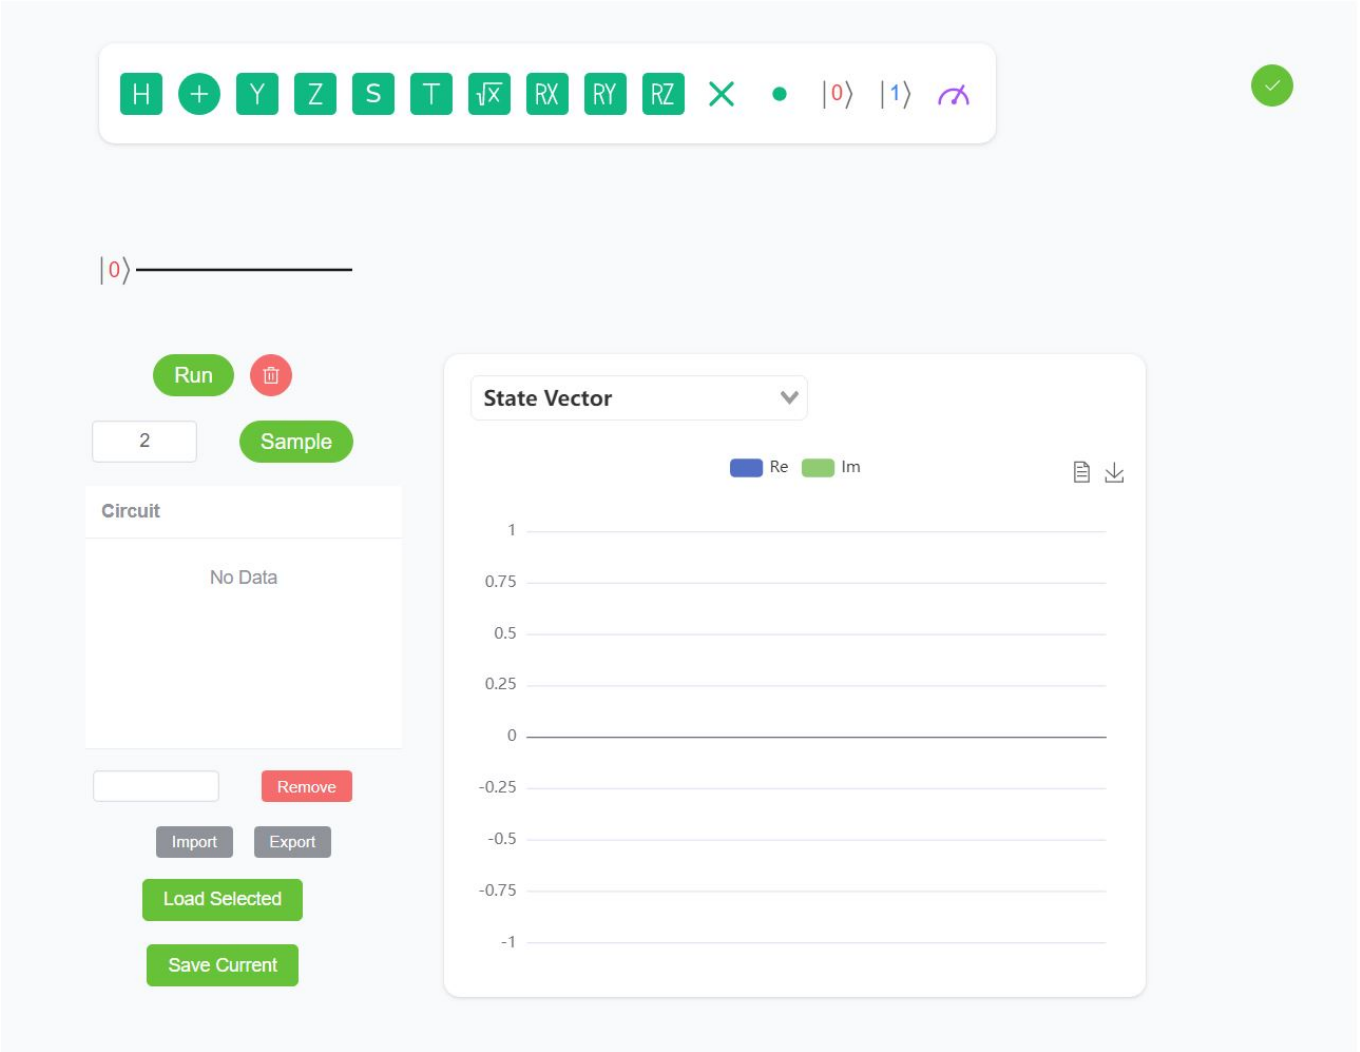 H + Y Z S T √X RX RY RZ |0⟩ |1⟩
|0⟩
Run
2 Sample
Circuit
No Data
Remove
Import Export
Load Selected
Save Current
State Vector
Re Im
1
0.75
0.5
0.25
0
-0.25
-0.5
-0.75
-1